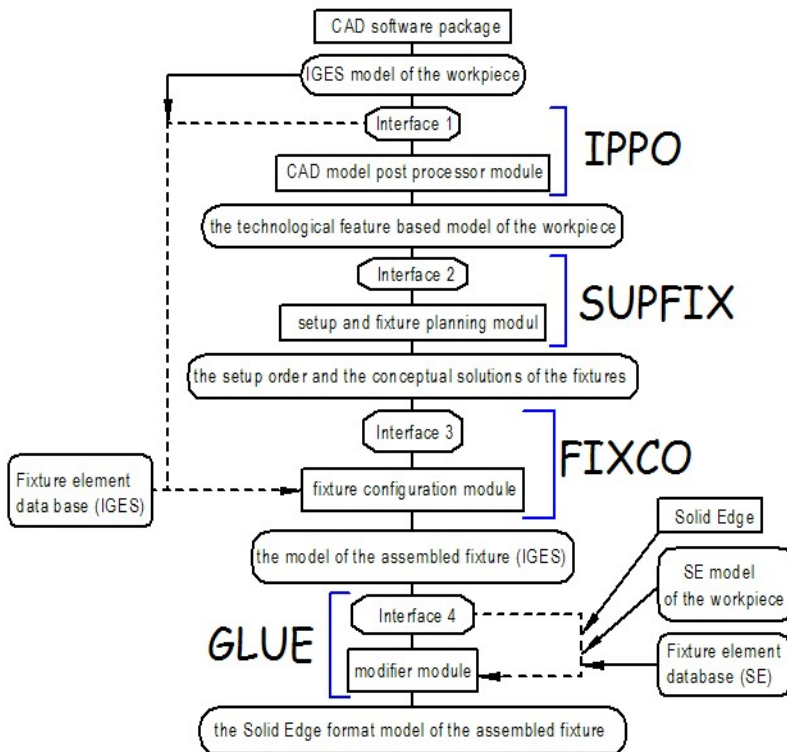 CAD software package
IGES model of the workpiece
Interface 1
IPPO
CAD model post processor module
the technological feature based model of the workpiece
Interface 2
SUPFIX
setup and fixture planning modul
the setup order and the conceptual solutions of the fixtures
Interface 3
FIXCO
Fixture element
data base (IGES)
fixture configuration module
Solid Edge
the model of the assembled fixture (IGES)
SE model
of the workpiece
Interface 4
GLUE
modifier module
Fixture element
database (SE)
the Solid Edge format model of the assembled fixture